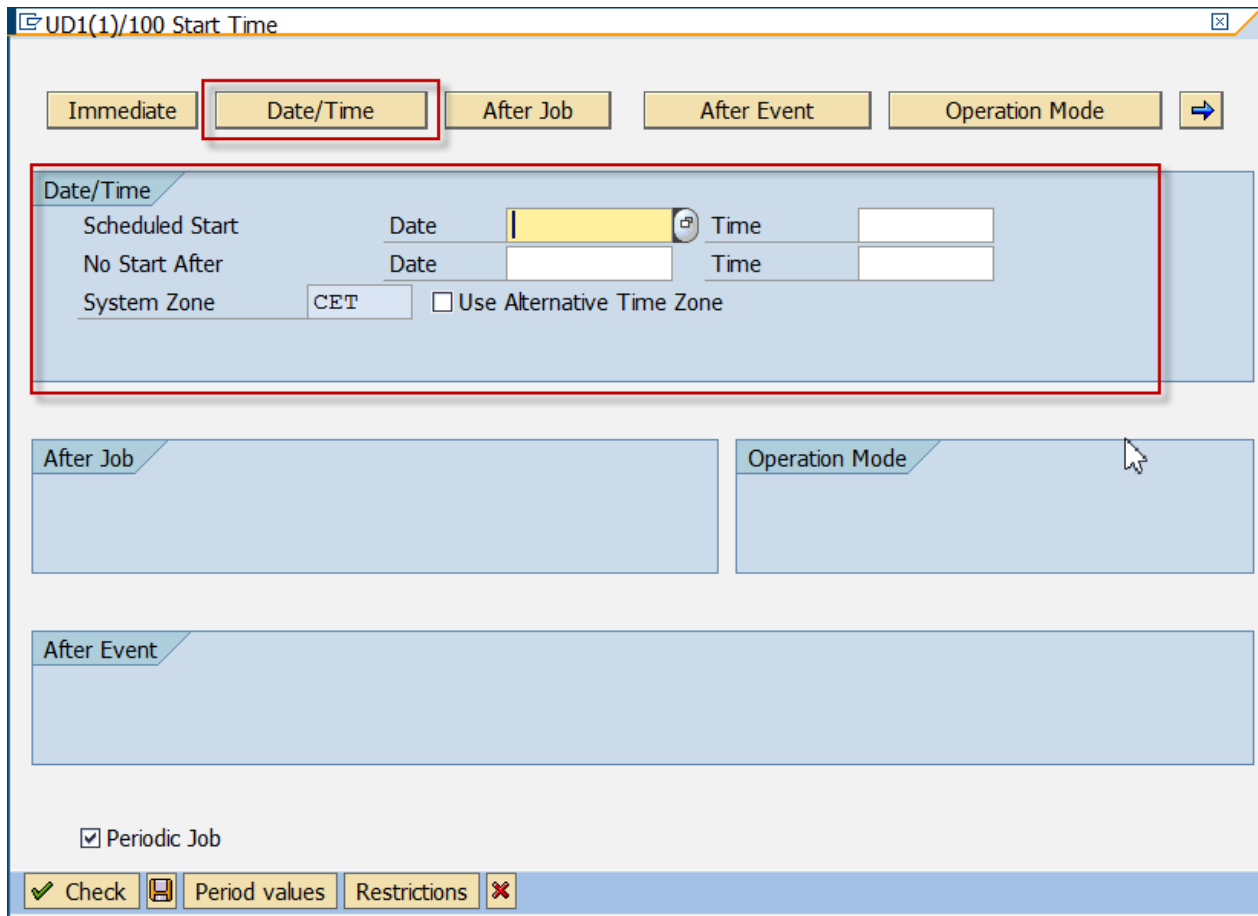 UD1(1)/100 Start Time
Immediate Date/Time After Job After Event Operation Mode
Date/Time
Scheduled Start Date Time
No Start After Date Time
System Zone CET Use Alternative Time Zone
After Job Operation Mode
After Event
Periodic Job
Check Period values Restrictions